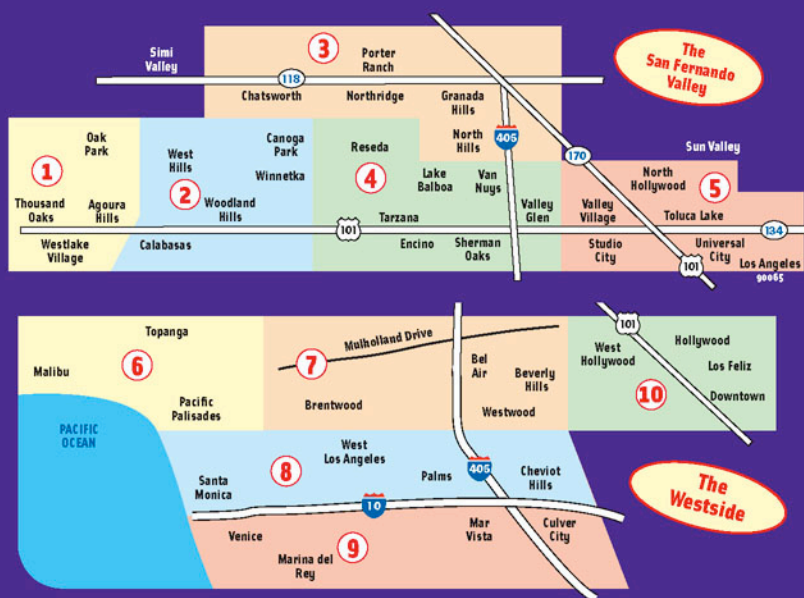 The
San Fernando
Valley
3
Porter
Ranch
Simi
Valley
118
Chatsworth
Northridge
Granada
Hills
North
Hills
405
170
Sun Valley
Oak
Park
1
Thousand
Oaks
Agoura
Hills
Westlake
Village
West
Hills
Canoga
Park
Winnetka
2
Woodland
Hills
Calabasas
Reseda
4
Lake
Balboa
Van
Nuys
Tarzana
Valley
Glen
101
Encino
Sherman
Oaks
North
Hollywood
5
Valley
Village
Toluca Lake
134
Studio
City
Universal
City
101
Los Angeles
90065
Topanga
6
Malibu
Pacific
Palisades
PACIFIC
OCEAN
Mulholland Drive
7
Bel
Air
Beverly
Hills
Brentwood
Westwood
101
West
Hollywood
Hollywood
Los Feliz
10
Downtown
West
Los Angeles
8
Santa
Monica
Palms
405
Cheviot
Hills
10
Venice
9
Marina del
Rey
Mar
Vista
Culver
City
The
Westside